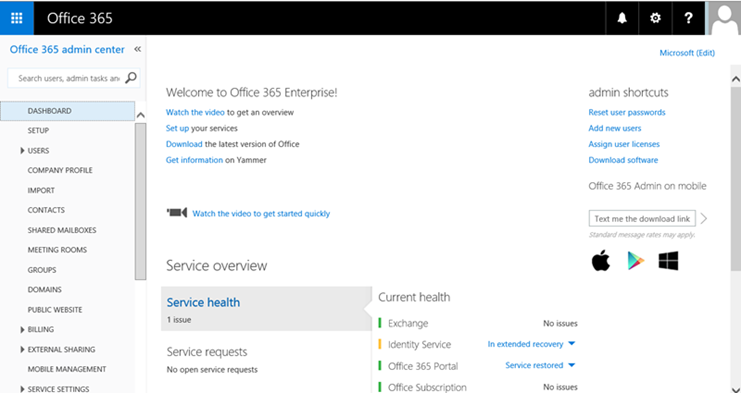 Office 365
?
Office 365 admin center «
Microsoft (Edit)
Search users, admin tasks an
DASHBOARD
SETUP
USERS
COMPANY PROFILE
IMPORT
CONTACTS
SHARED MAILBOXES
MEETING ROOMS
GROUPS
DOMAINS
PUBLIC WEBSITE
BILLING
EXTERNAL SHARING
MOBILE MANAGEMENT
SERVICE SETTINGS
Welcome to Office 365 Enterprise!
Watch the video to get an overview
Set up your services
Download the latest version of Office
Get information on Yammer
Watch the video to get started quickly
admin shortcuts
Reset user passwords
Add new users
Assign user licenses
Download software
Office 365 Admin on mobile
Text me the download link
Standard message rates may apply.
Service overview
Service health
1 issue
Service requests
No open service requests
Current health
Exchange No issues
Identity Service In extended recovery
Office 365 Portal Service restored
Office Subscription No issues